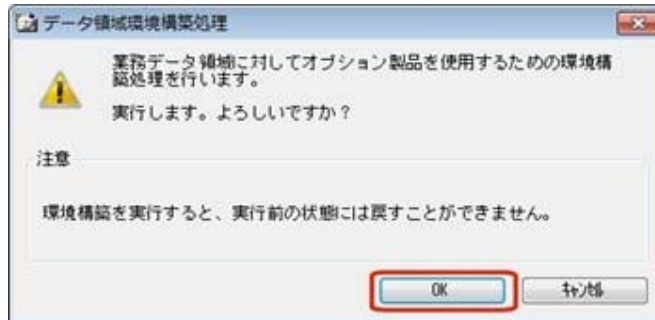 データ領域環境構築処理
業務データ領域に対してオプション製品を使用するための環境構
築処理を行います。
実行します。よろしいですか？
注意
環境構築を実行すると、実行前の状態には戻すことができません。
OK
ｷｬﾝｾﾙ